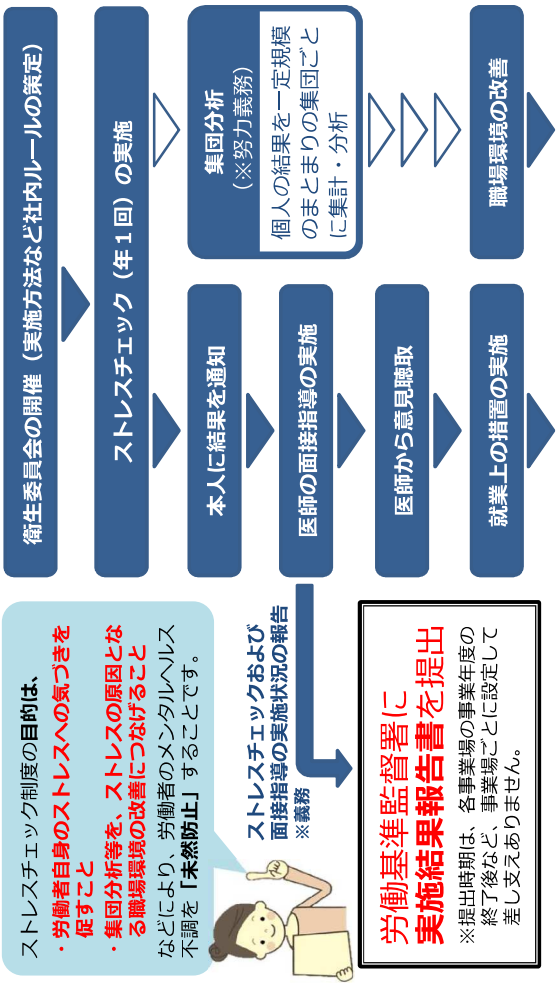 ストレスチェック制度の目的は、
・労働者自身のストレスへの気づきを
促すこと
・集団分析等を、ストレスの原因とな
る職場環境の改善につなげること
などにより、労働者のメンタルヘルス
不調を「未然防止」することです。
衛生委員会の開催（実施方法など社内ルールの策定）
ストレスチェック（年１回）の実施
本人に結果を通知
医師の面接指導の実施
医師から意見聴取
就業上の措置の実施
集団分析
（※努力義務）
個人の結果を一定規模
のまとまりの集団ごと
に集計・分析
職場環境の改善
ストレスチェックおよび
面接指導の実施状況の報告
※義務
労働基準監督署に
実施結果報告書を提出
※提出時期は、各事業場の事業年度の
終了後など、事業場ごとに設定して
差し支えありません。